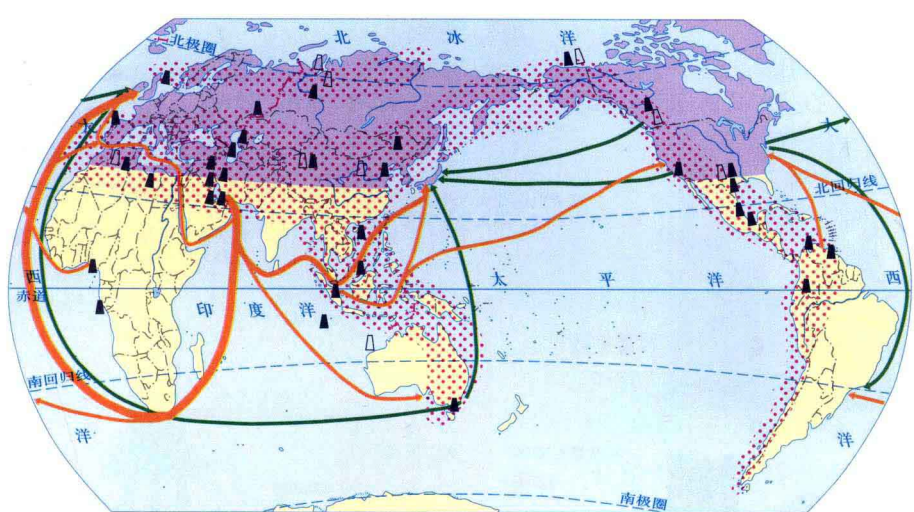 北冰洋
北极圈
大
大
北回归线
西
太平洋
西
赤道
印度洋
南回归线
洋
洋
南极圈